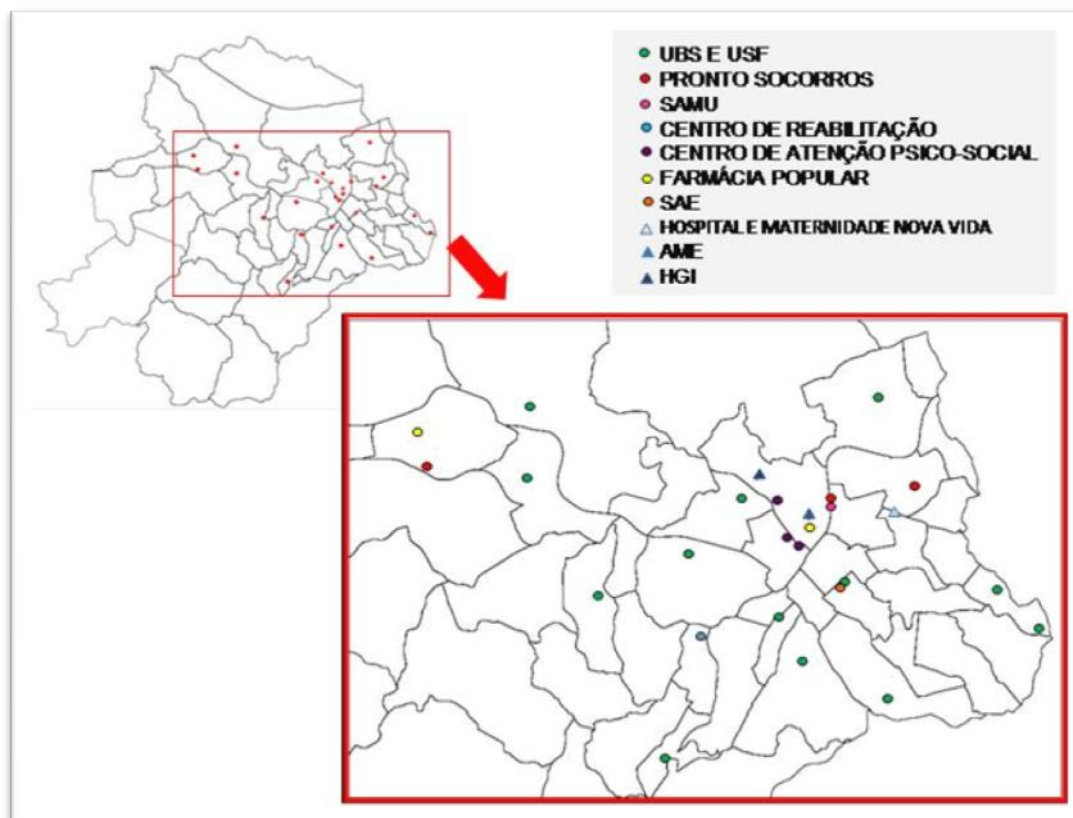 UBS E USF
PRONTO SOCORROS
SAMU
CENTRO DE REABILITAÇÃO
CENTRO DE ATENÇÃO PSICO-SOCIAL
FARMÁCIA POPULAR
SAE
HOSPITAL E MATERNIDADE NOVA VIDA
AME
HGI